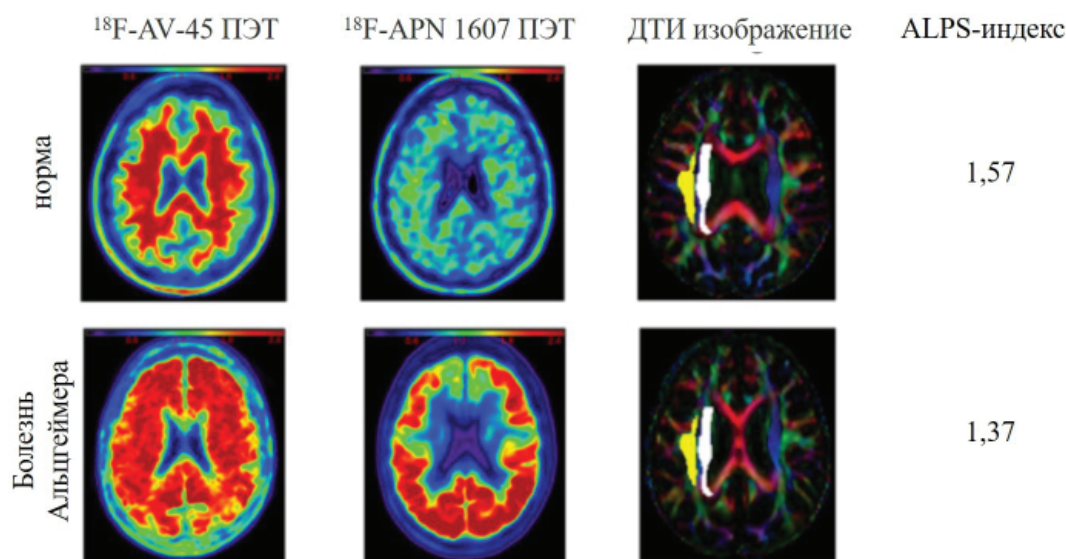 ¹⁸F-AV-45 ПЭТ ¹⁸F-APN 1607 ПЭТ ДТИ изображение ALPS-индекс
норма
1,57
Болезнь
Альцгеймера
1,37